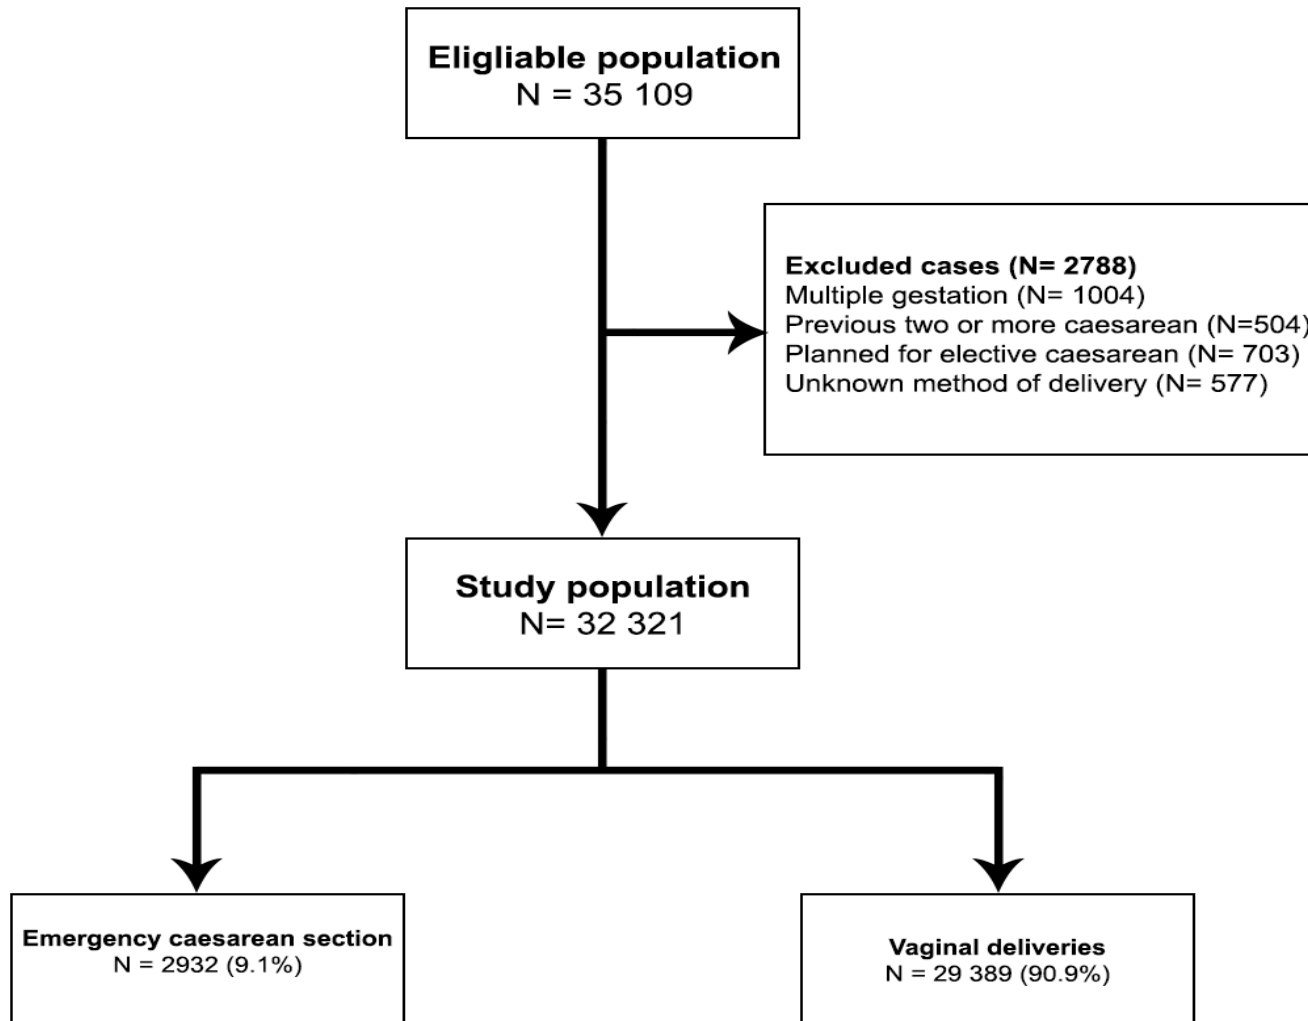 Eligliable population
N = 35 109
Excluded cases (N= 2788)
Multiple gestation (N= 1004)
Previous two or more caesarean (N=504)
Planned for elective caesarean (N= 703)
Unknown method of delivery (N= 577)
Study population
N= 32 321
Emergency caesarean section
N = 2932 (9.1%)
Vaginal deliveries
N = 29 389 (90.9%)